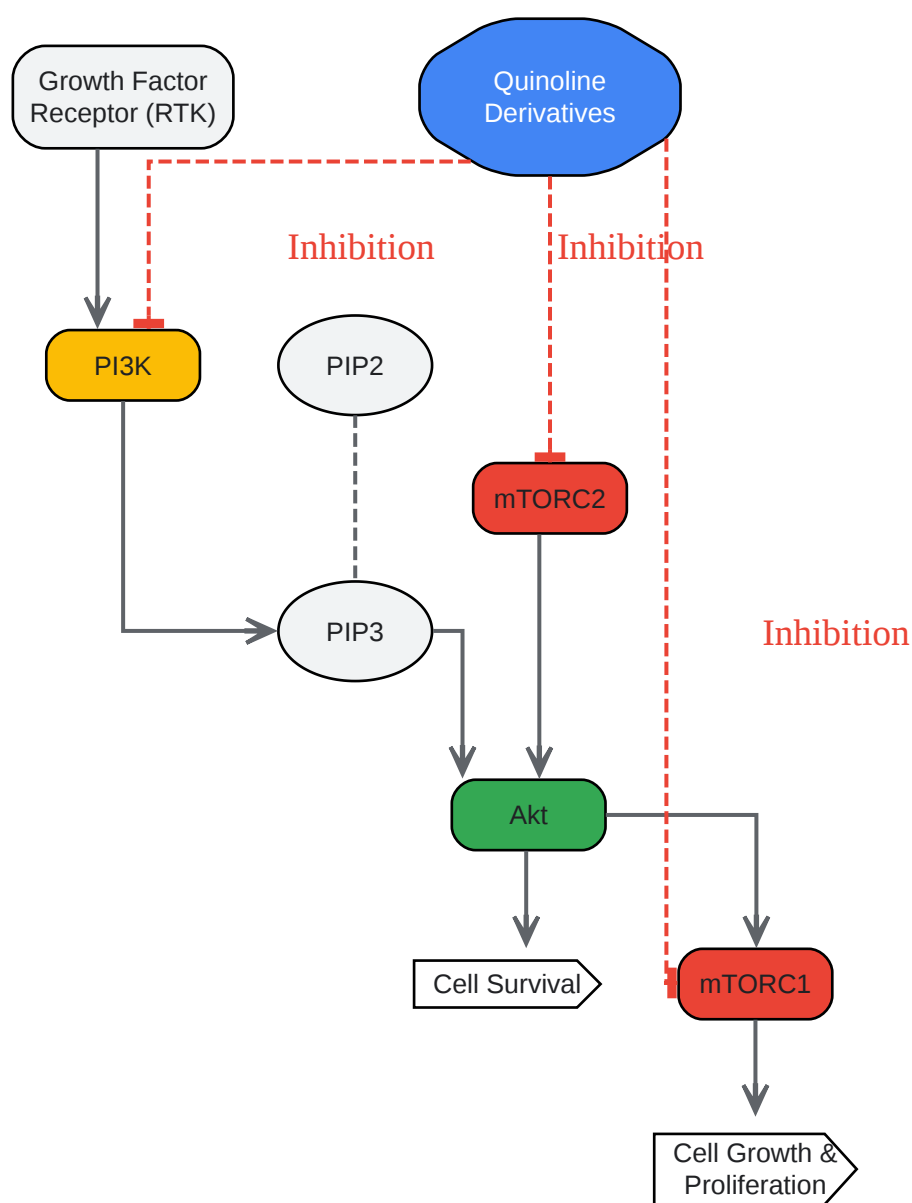 Growth Factor
Receptor (RTK)
Quinoline
Derivatives
Inhibition
Inhibition
PI3K
PIP2
mTORC2
PIP3
Inhibition
Akt
Cell Survival
mTORC1
Cell Growth &
Proliferation